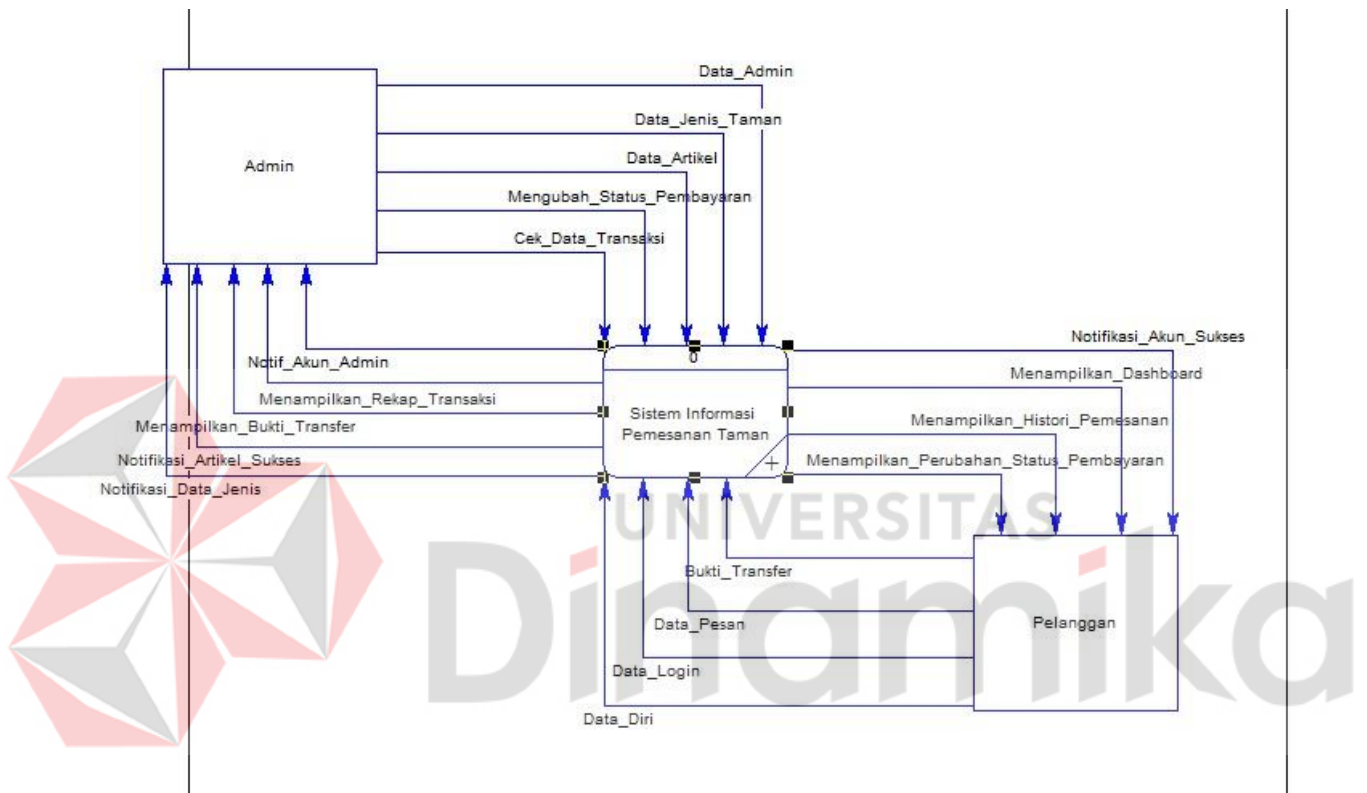 Data_Admin
Data_Jenis_Taman
Data_Artikel
Mengubah_Status_Pembayaran
Cek_Data_Transaksi
Admin
Notif_Akun_Admin
Menampilkan_Rekap_Transaksi
Menampilkan_Bukti_Transfer
Notifikasi_Artikel_Sukses
Notifikasi_Data_Jenis
0
Sistem Informasi
Pemesanan Taman
Notifikasi_Akun_Sukses
Menampilkan_Dashboard
Menampilkan_Histori_Pemesanan
Menampilkan_Perubahan_Status_Pembayaran
Bukti_Transfer
Data_Pesan
Data_Login
Data_Diri
Pelanggan
UNIVERSITAS
Dinamika